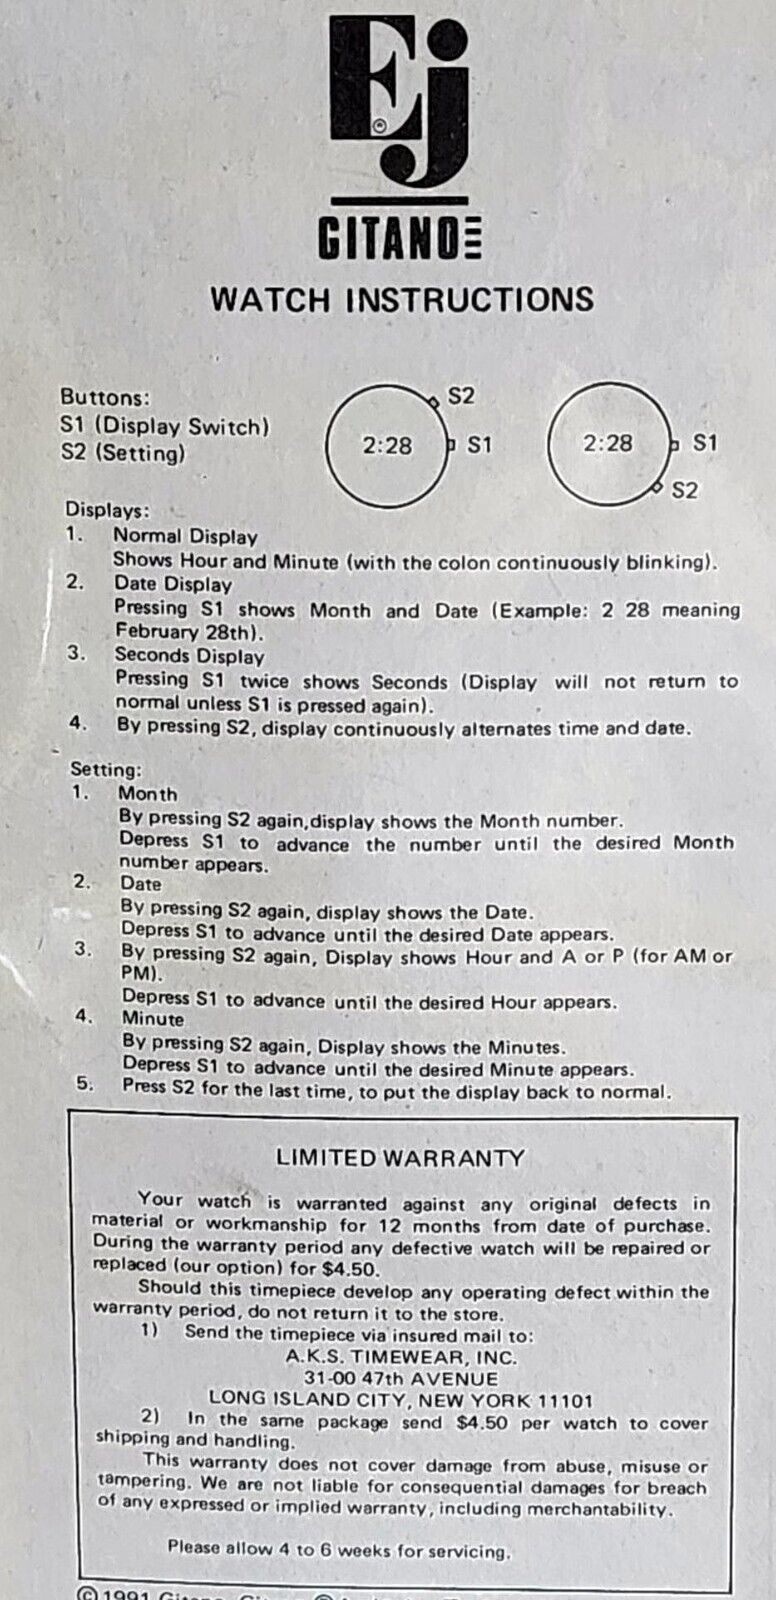 Ej
®
GITANO
WATCH INSTRUCTIONS
Buttons:
S1 (Display Switch)
S2 (Setting)
2:28
S2
S1
2:28
S1
S2
Displays:
1. Normal Display
Shows Hour and Minute (with the colon continuously blinking).
2. Date Display
Pressing S1 shows Month and Date (Example: 2 28 meaning
February 28th).
3. Seconds Display
Pressing S1 twice shows Seconds (Display will not return to
normal unless S1 is pressed again).
4. By pressing S2, display continuously alternates time and date.
Setting:
1. Month
By pressing S2 again,display shows the Month number.
Depress S1 to advance the number until the desired Month
number appears.
2. Date
By pressing S2 again, display shows the Date.
Depress S1 to advance until the desired Date appears.
3. By pressing S2 again, Display shows Hour and A or P (for AM or
PM).
Depress S1 to advance until the desired Hour appears.
4. Minute
By pressing S2 again, Display shows the Minutes.
Depress S1 to advance until the desired Minute appears.
5. Press S2 for the last time, to put the display back to normal.
LIMITED WARRANTY
Your watch is warranted against any original defects in
material or workmanship for 12 months from date of purchase.
During the warranty period any defective watch will be repaired or
replaced (our option) for $4.50.
Should this timepiece develop any operating defect within the
warranty period, do not return it to the store.
1) Send the timepiece via insured mail to:
A.K.S. TIMEWEAR, INC.
31-00 47th AVENUE
LONG ISLAND CITY, NEW YORK 11101
2) In the same package send $4.50 per watch to cover
shipping and handling.
This warranty does not cover damage from abuse, misuse or
tampering. We are not liable for consequential damages for breach
of any expressed or implied warranty, including merchantability.
Please allow 4 to 6 weeks for servicing.
© 1991 Gitano